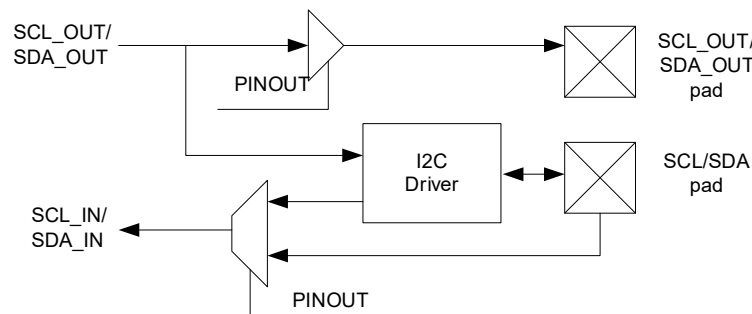 SCL_OUT/
SDA_OUT
PINOUT
SCL_OUT/
SDA_OUT
pad
I2C
Driver
SCL/SDA
pad
SCL_IN/
SDA_IN
PINOUT